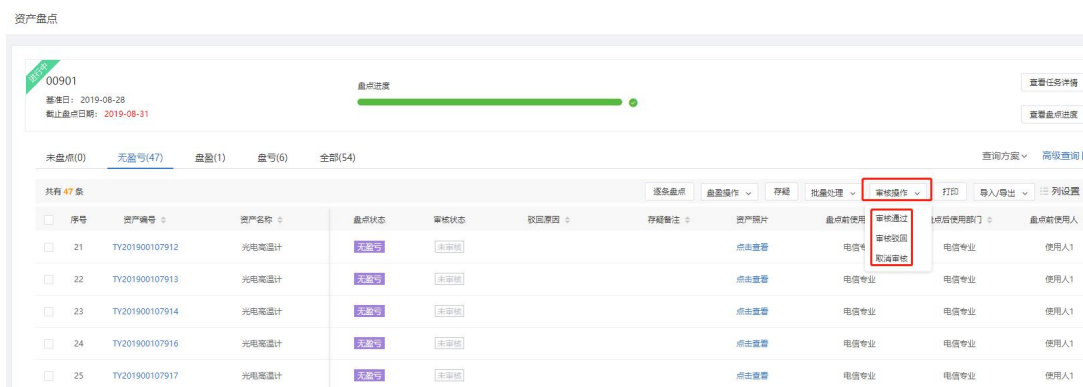 资产盘点
进行中
00901
基准日： 2019-08-28
截止盘点日期： 2019-08-31
盘点进度
查看任务详情
查看盘点进度
未盘点(0) 无盈亏(47) 盘盈(1) 盘亏(6) 全部(54) 查询方案 高级查询
共有 47 条 逐条盘点 盘盈操作 存疑 批量处理 审核操作 打印 导入/导出 列设置
序号 资产编号 资产名称 盘点状态 审核状态 驳回原因 存疑备注 资产照片 盘点前使用 点后使用部门 盘点前使用人
审核通过
审核驳回
取消审核
21 TY201900107912 光电高温计 无盈亏 未审核 点击查看 电信专业 电信专业 使用人1
22 TY201900107913 光电高温计 无盈亏 未审核 点击查看 电信专业 电信专业 使用人1
23 TY201900107914 光电高温计 无盈亏 未审核 点击查看 电信专业 电信专业 使用人1
24 TY201900107916 光电高温计 无盈亏 未审核 点击查看 电信专业 电信专业 使用人1
25 TY201900107917 光电高温计 无盈亏 未审核 点击查看 电信专业 电信专业 使用人1